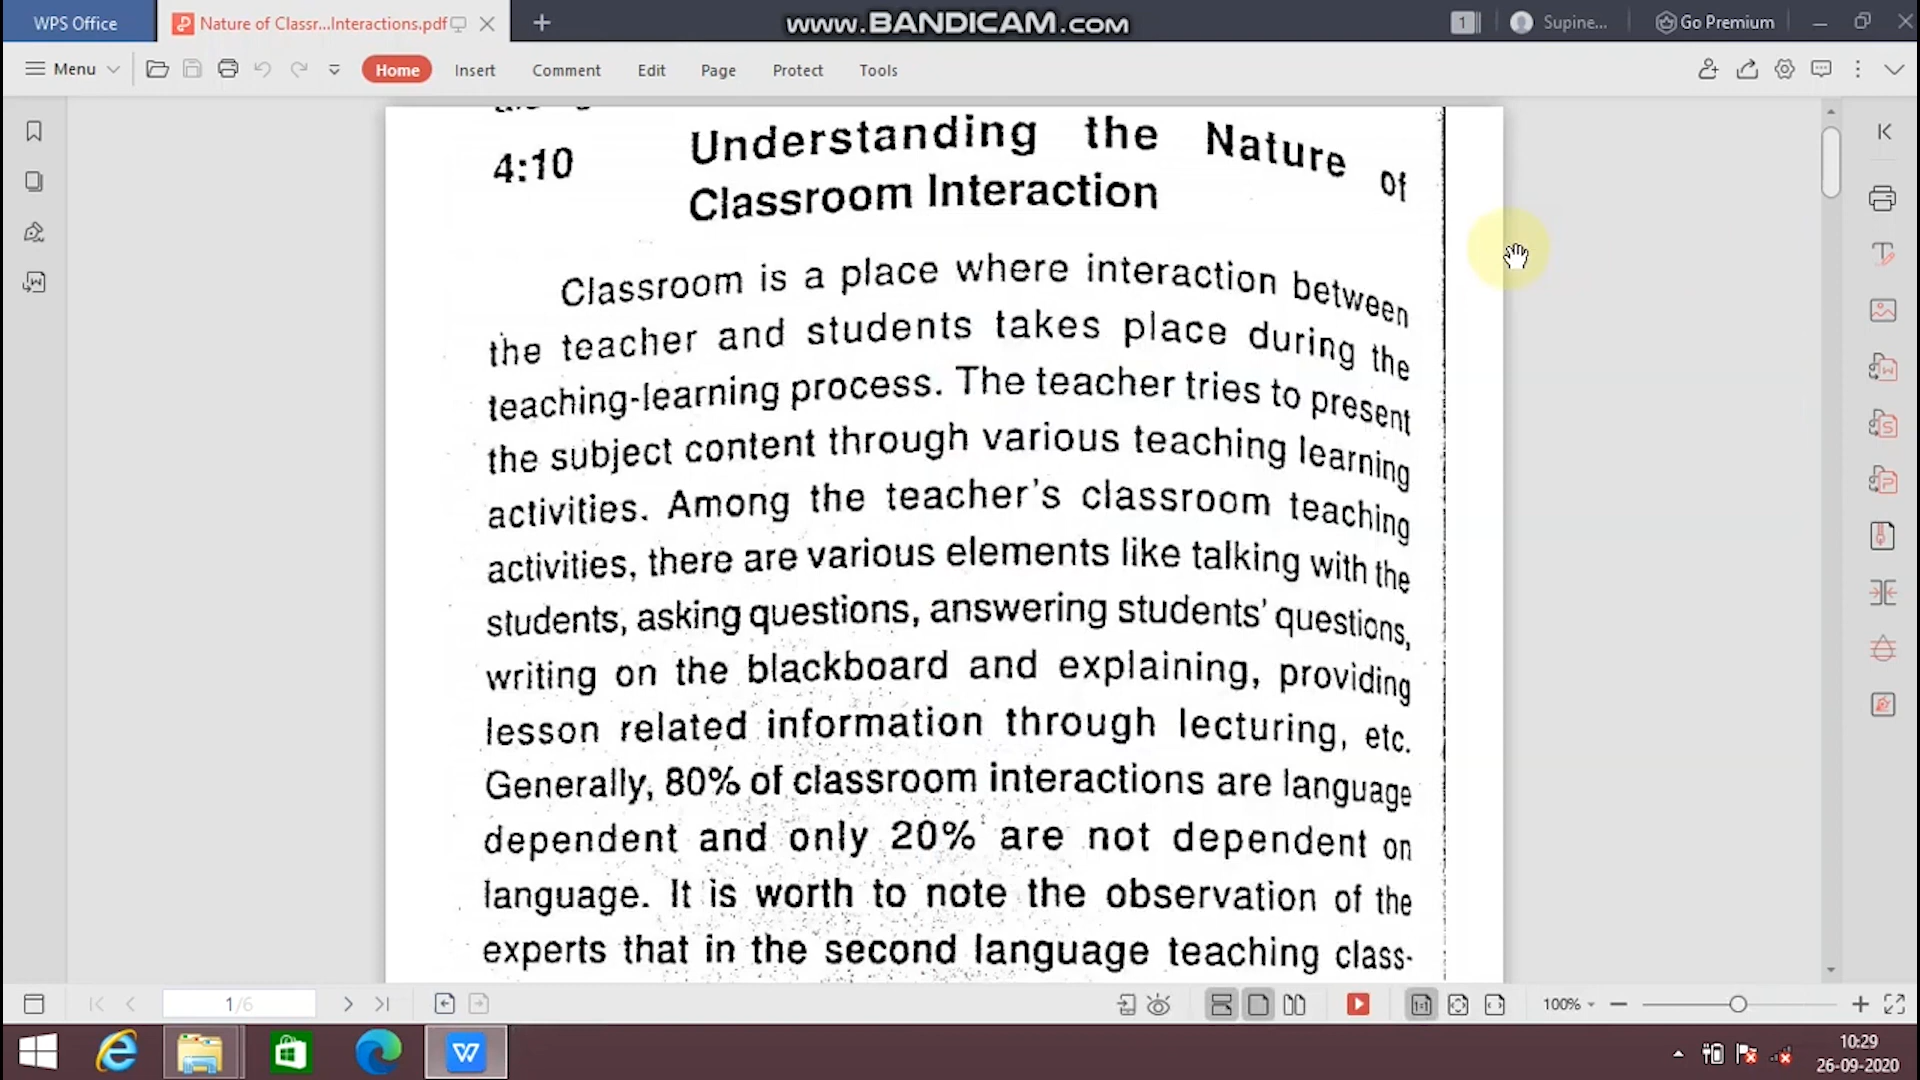 WPS Office
Nature of Classr...Interactions.pdf
www.BANDICAM.com
1
Supine...
Go Premium
Menu
Home
Insert
Comment
Edit
Page
Protect
Tools
4:10 Understanding the Nature of
Classroom Interaction
Classroom is a place where interaction between
the teacher and students takes place during the
teaching-learning process. The teacher tries to present
the subject content through various teaching learning
activities. Among the teacher's classroom teaching
activities, there are various elements like talking with the
students, asking questions, answering students' questions,
writing on the blackboard and explaining, providing
lesson related information through lecturing, etc.
Generally, 80% of classroom interactions are language
dependent and only 20% are not dependent on
language. It is worth to note the observation of the
experts that in the second language teaching class-
1/6
100%
10:29
26-09-2020